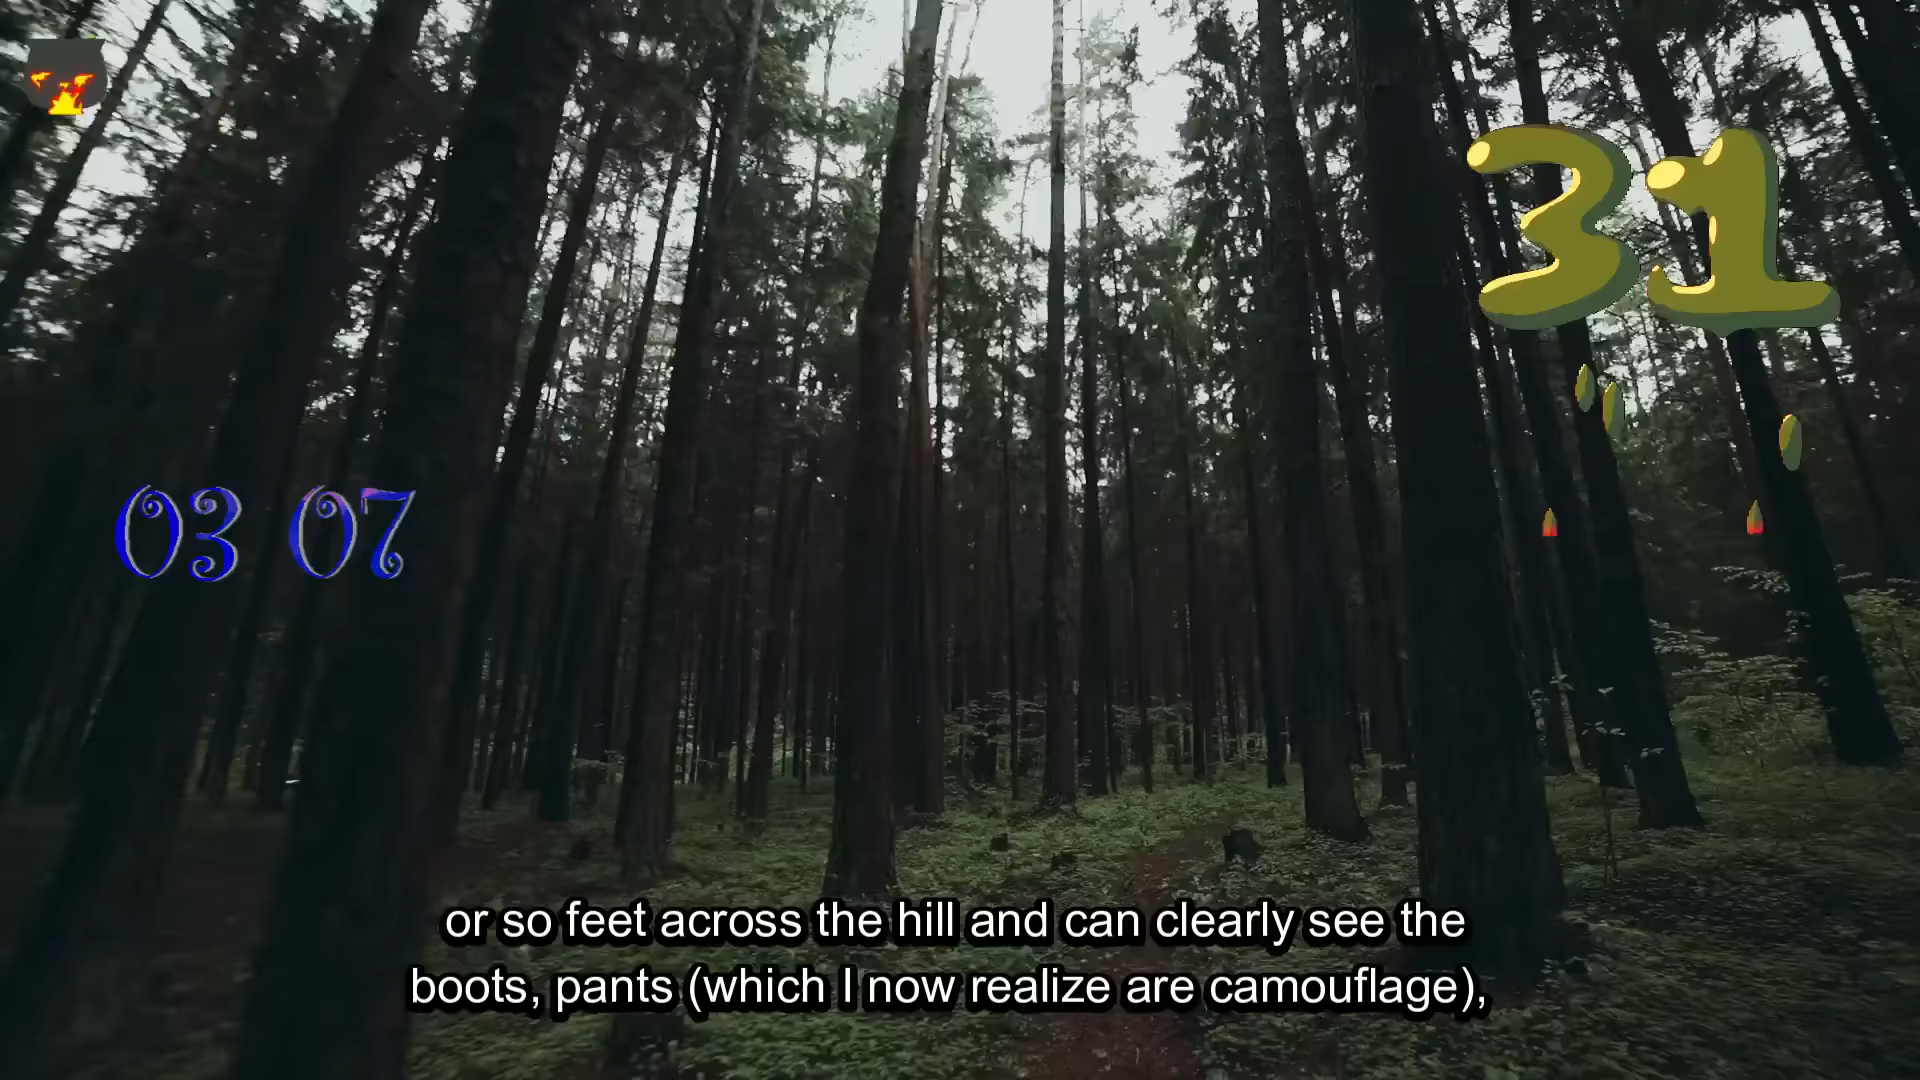 31
03 07
or so feet across the hill and can clearly see the
boots, pants (which I now realize are camouflage),